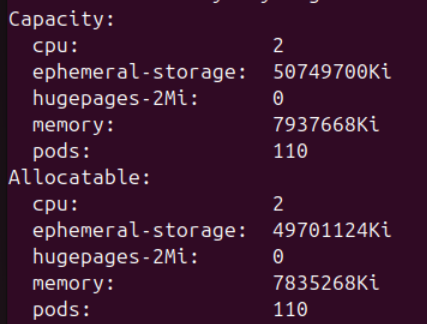 Capacity:
  cpu:                2
  ephemeral-storage:  50749700Ki
  hugepages-2Mi:      0
  memory:             7937668Ki
  pods:               110
Allocatable:
  cpu:                2
  ephemeral-storage:  49701124Ki
  hugepages-2Mi:      0
  memory:             7835268Ki
  pods:               110